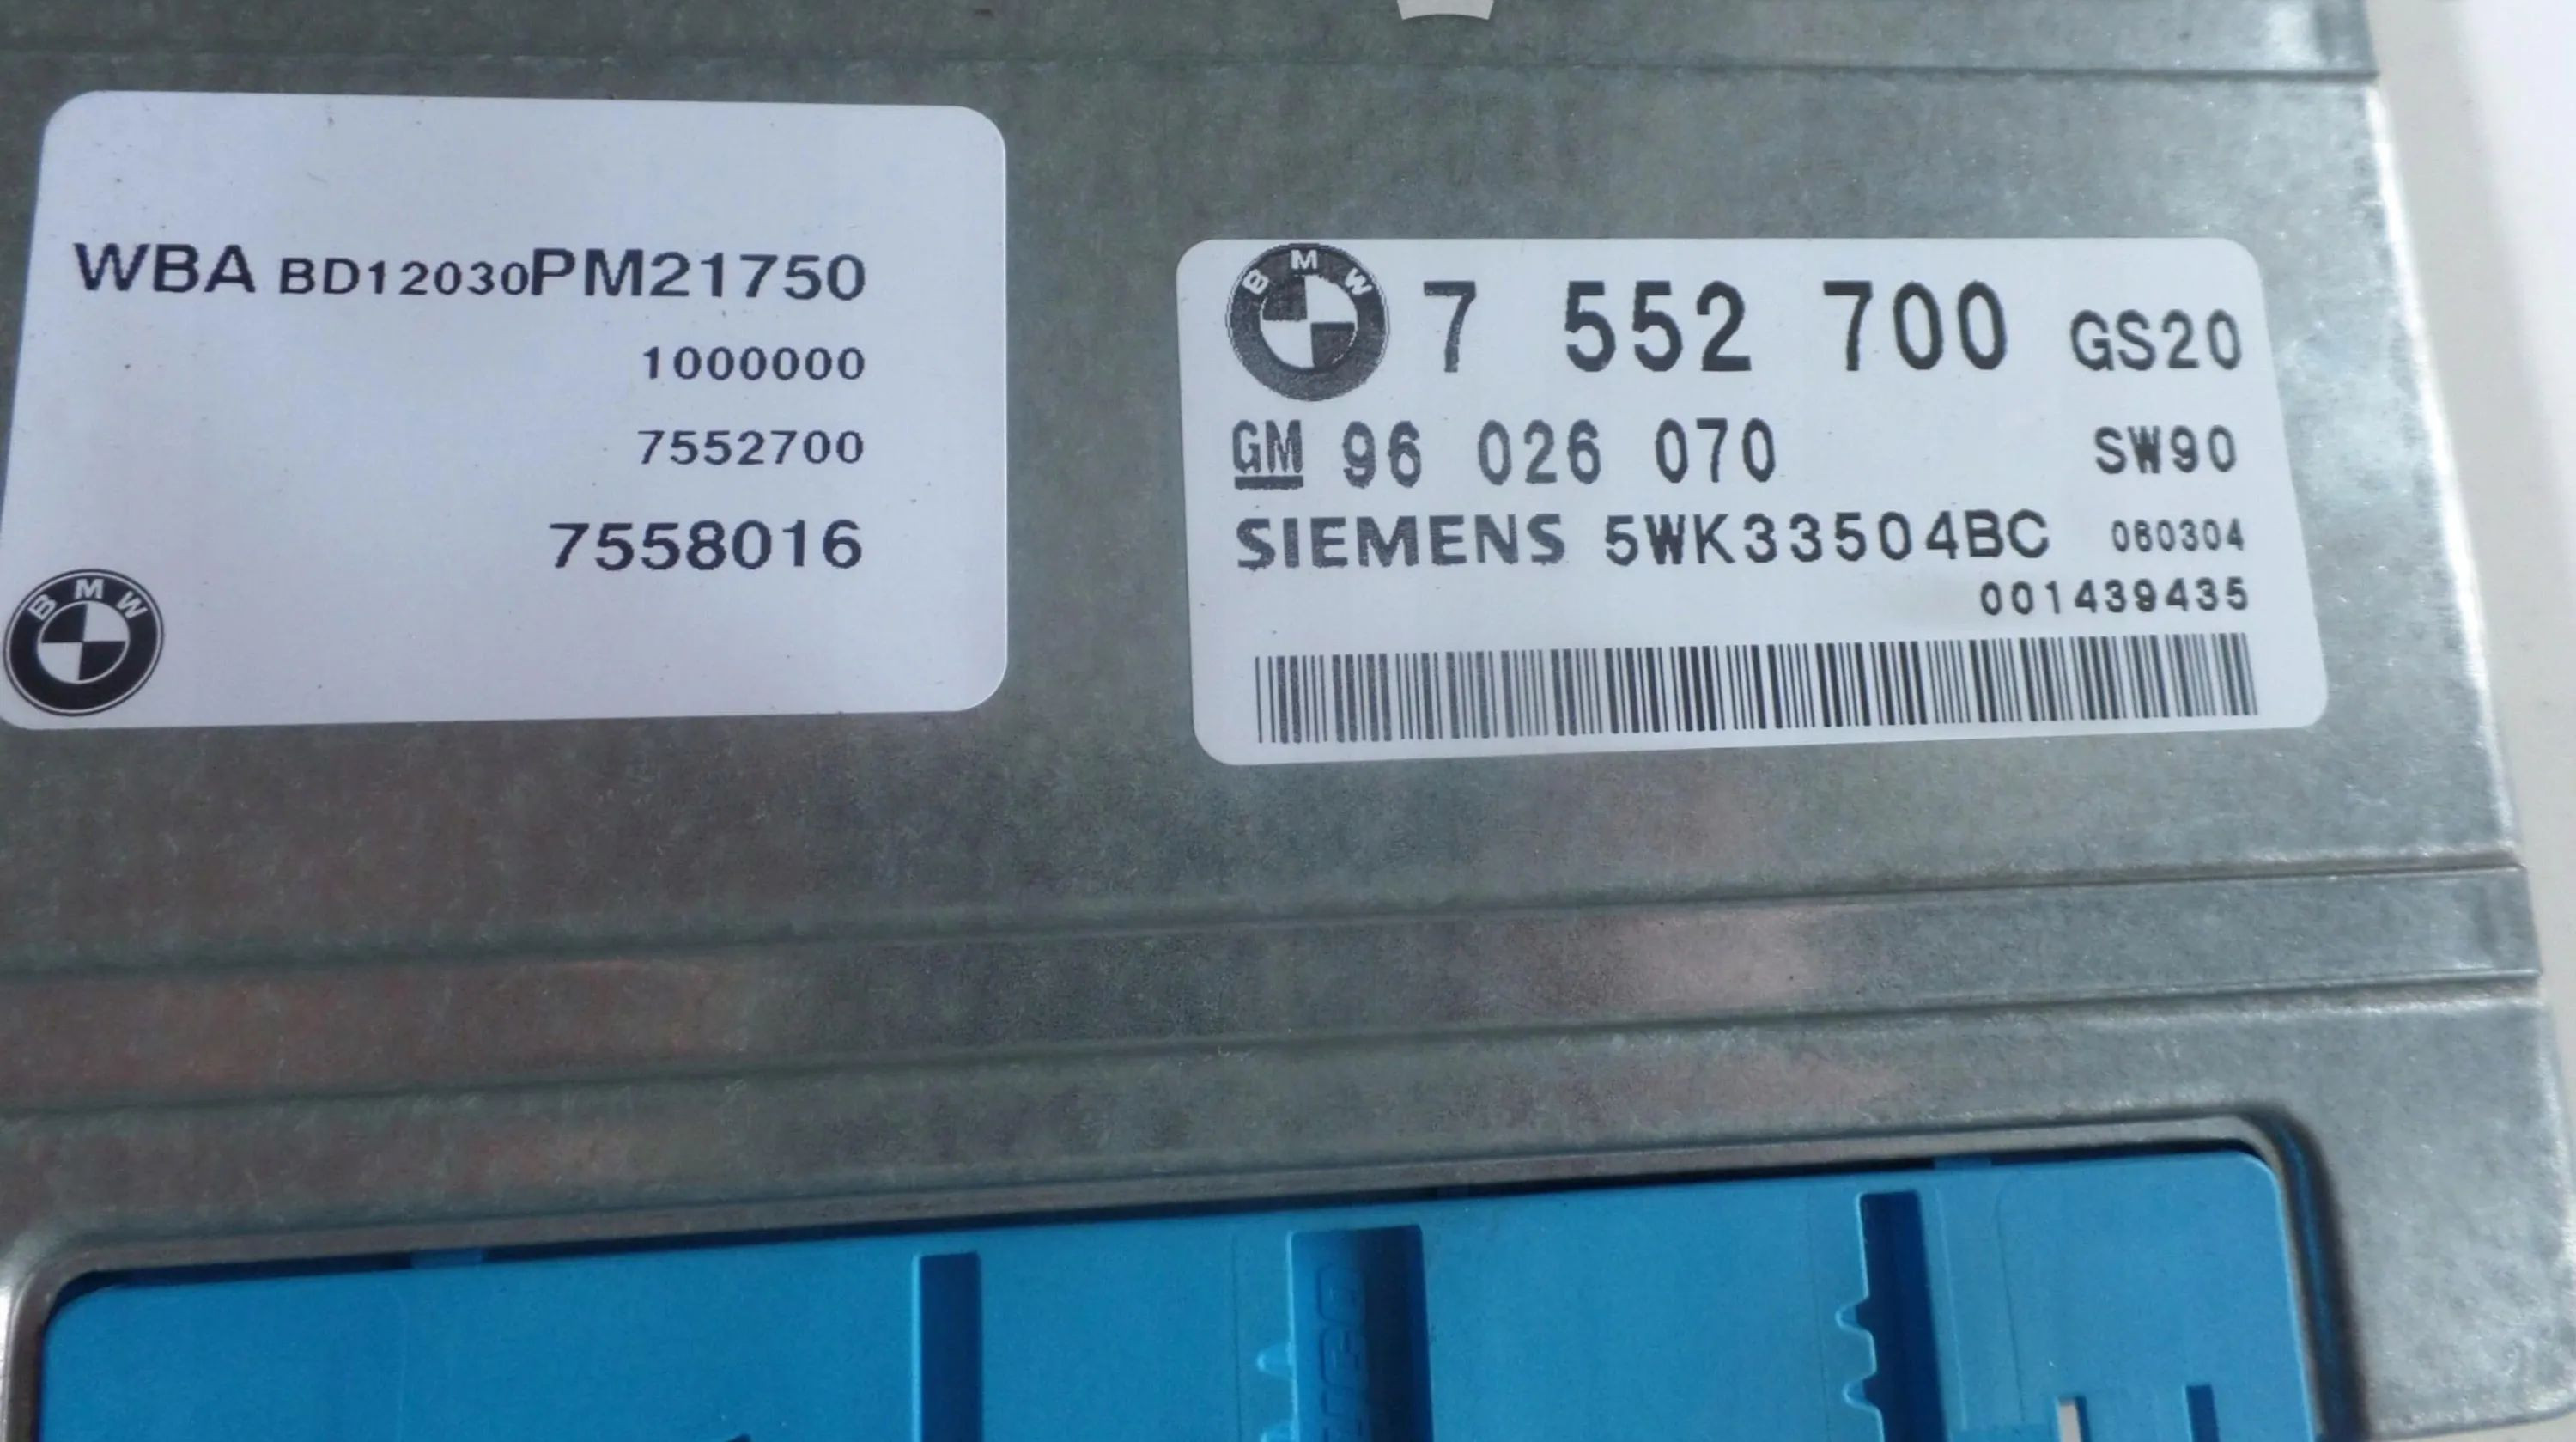 WBA BD12030PM21750
1000000
7552700
7558016
BMW
BMW 7 552 700 GS20
GM 96 026 070 SW90
SIEMENS 5WK33504BC 060304
001439435